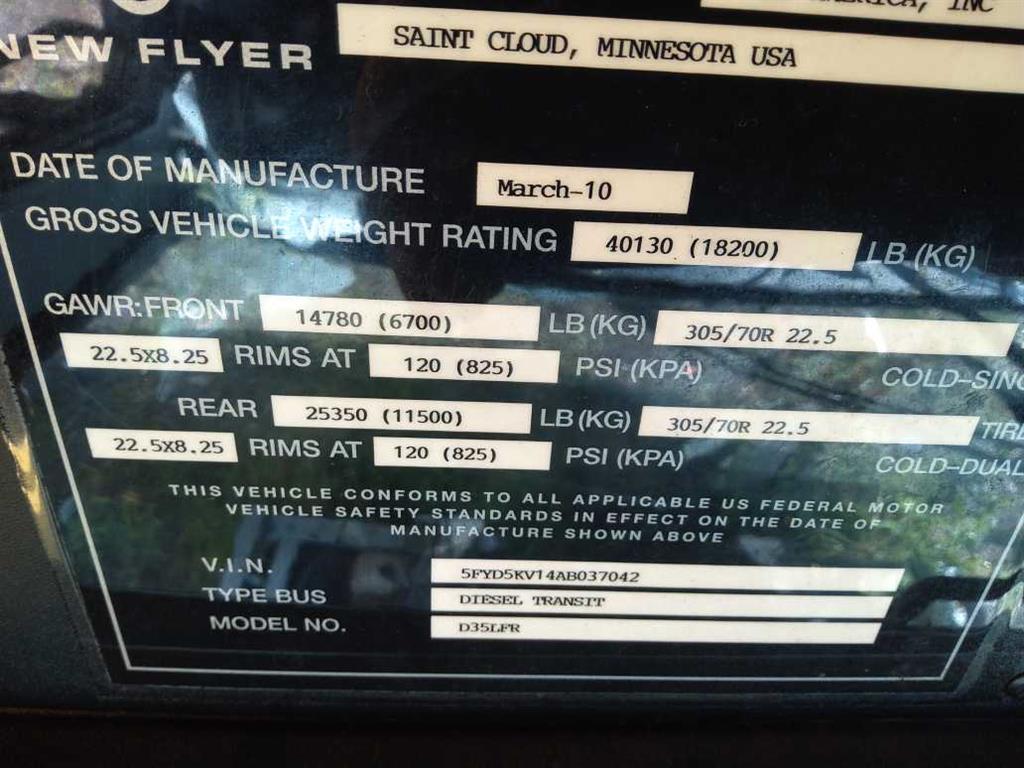 INC
NEW FLYER SAINT CLOUD, MINNESOTA USA
DATE OF MANUFACTURE March-10
GROSS VEHICLE WEIGHT RATING 40130 (18200) LB (KG)
GAWR:FRONT 14780 (6700) LB (KG) 305/70R 22.5
22.5X8.25 RIMS AT 120 (825) PSI (KPA) COLD-SING
REAR 25350 (11500) LB (KG) 305/70R 22.5 TIRE
22.5X8.25 RIMS AT 120 (825) PSI (KPA) COLD-DUAL
THIS VEHICLE CONFORMS TO ALL APPLICABLE US FEDERAL MOTOR
VEHICLE SAFETY STANDARDS IN EFFECT ON THE DATE OF
MANUFACTURE SHOWN ABOVE
V.I.N. 5FYD5KV14AB037042
TYPE BUS DIESEL TRANSIT
MODEL NO. D35LFR